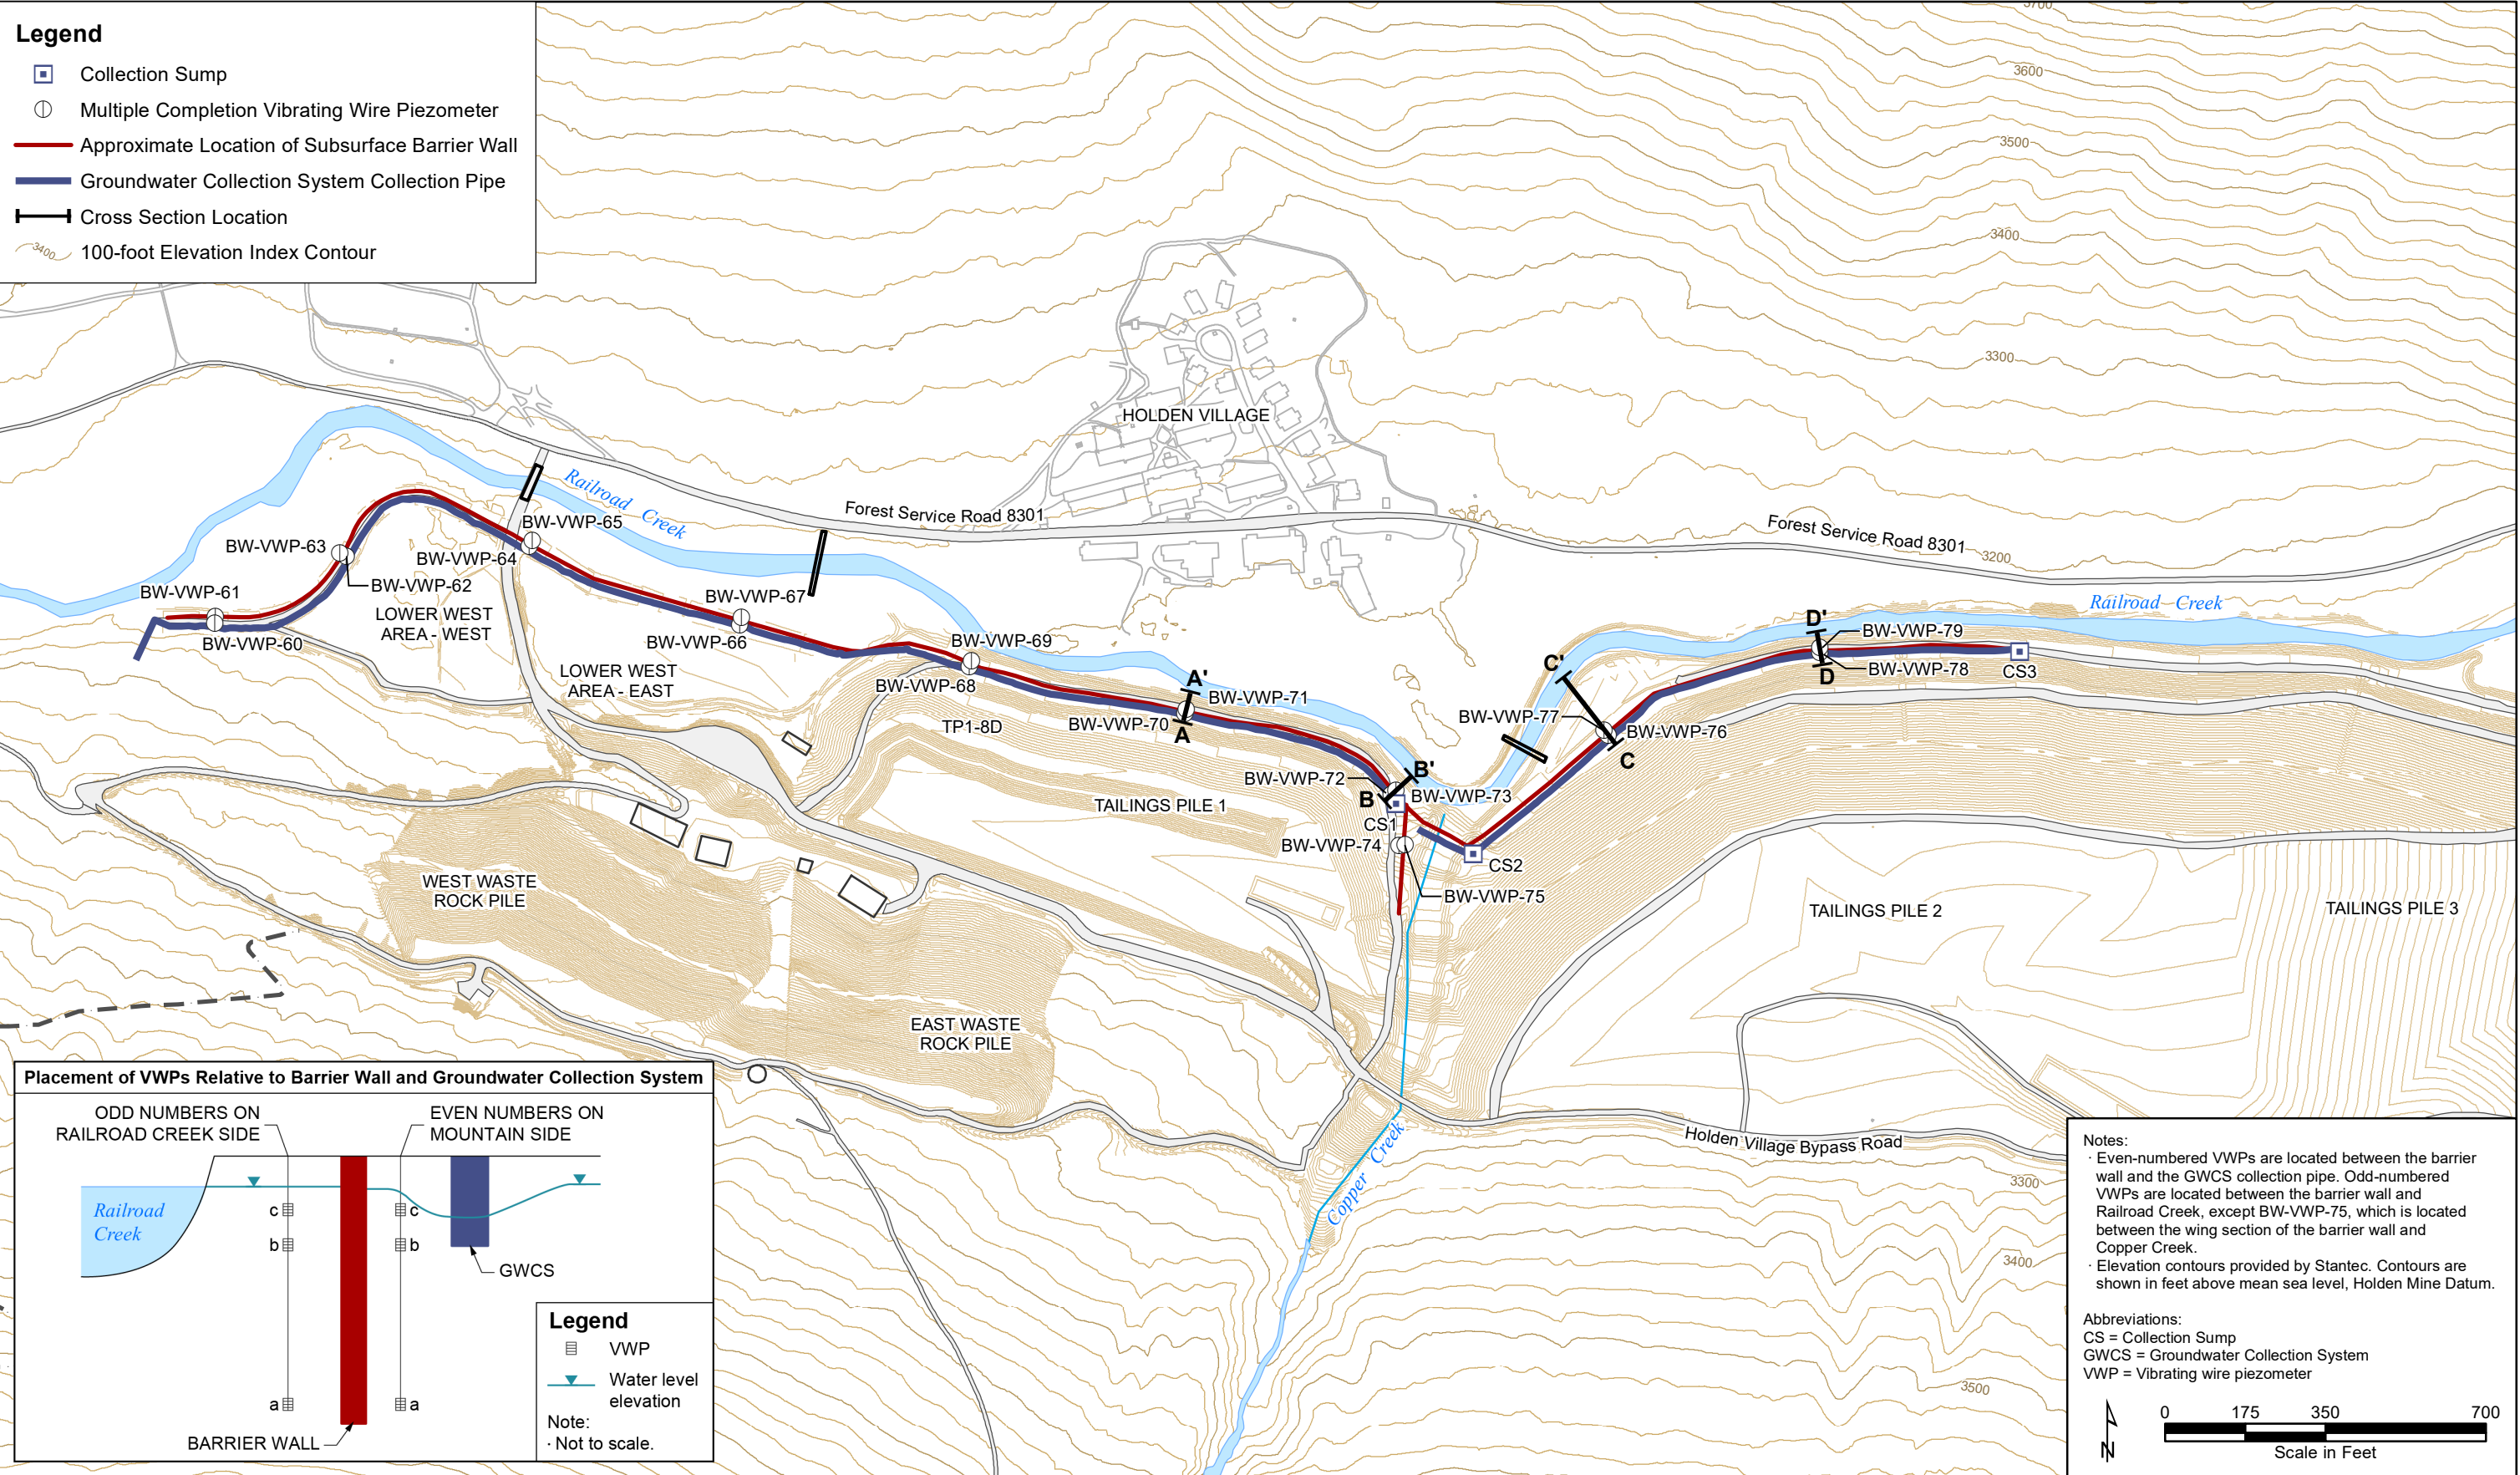 Legend
Collection Sump
Multiple Completion Vibrating Wire Piezometer
Approximate Location of Subsurface Barrier Wall
Groundwater Collection System Collection Pipe
Cross Section Location
3400
100-foot Elevation Index Contour
3700
3600
3500
3400
3300
3200
HOLDEN VILLAGE
Forest Service Road 8301
Forest Service Road 8301
Railroad Creek
Railroad Creek
BW-VWP-65
BW-VWP-63
BW-VWP-64
BW-VWP-62
BW-VWP-61
BW-VWP-60
LOWER WEST
AREA - WEST
BW-VWP-67
BW-VWP-66
BW-VWP-69
BW-VWP-68
LOWER WEST
AREA - EAST
A'
BW-VWP-71
BW-VWP-70
A
TP1-8D
D'
BW-VWP-79
BW-VWP-78
D
CS3
C'
BW-VWP-77
BW-VWP-76
C
BW-VWP-72
B'
B
BW-VWP-73
CS1
BW-VWP-74
CS2
BW-VWP-75
TAILINGS PILE 1
WEST WASTE
ROCK PILE
TAILINGS PILE 2
TAILINGS PILE 3
EAST WASTE
ROCK PILE
Copper Creek
Holden Village Bypass Road
3300
3400
3500
Placement of VWPs Relative to Barrier Wall and Groundwater Collection System
ODD NUMBERS ON
RAILROAD CREEK SIDE
EVEN NUMBERS ON
MOUNTAIN SIDE
Railroad
Creek
c
c
b
b
a
a
GWCS
BARRIER WALL
Legend
VWP
Water level
elevation
Note:
· Not to scale.
Notes:
· Even-numbered VWPs are located between the barrier
wall and the GWCS collection pipe. Odd-numbered
VWPs are located between the barrier wall and
Railroad Creek, except BW-VWP-75, which is located
between the wing section of the barrier wall and
Copper Creek.
· Elevation contours provided by Stantec. Contours are
shown in feet above mean sea level, Holden Mine Datum.
Abbreviations:
CS = Collection Sump
GWCS = Groundwater Collection System
VWP = Vibrating wire piezometer
N
0 175 350 700
Scale in Feet